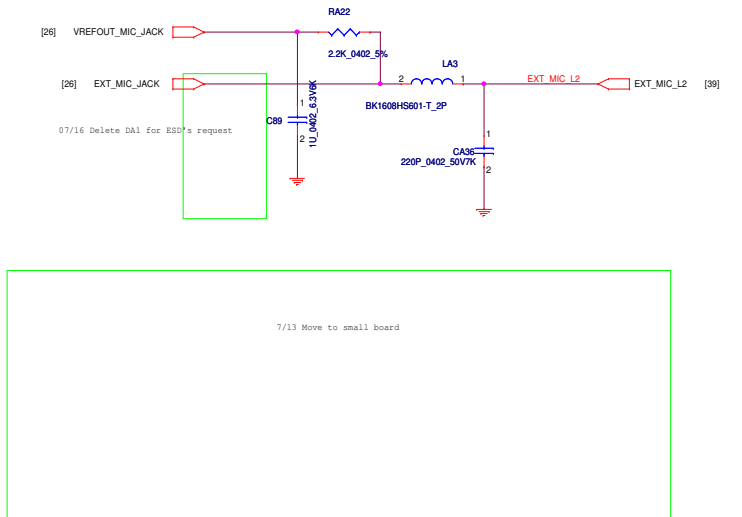 RA22
[26] VREFOUT_MIC_JACK
2.2K_0402_5%
LA3
[26] EXT_MIC_JACK
2
1
EXT_MIC_L2
EXT_MIC_L2 [39]
BK1608HS601-T_2P
1
C89
2
1U_0402_6.3V6K
07/16 Delete DA1 for ESD's request
1
CA36
220P_0402_50V7K
2
7/13 Move to small board